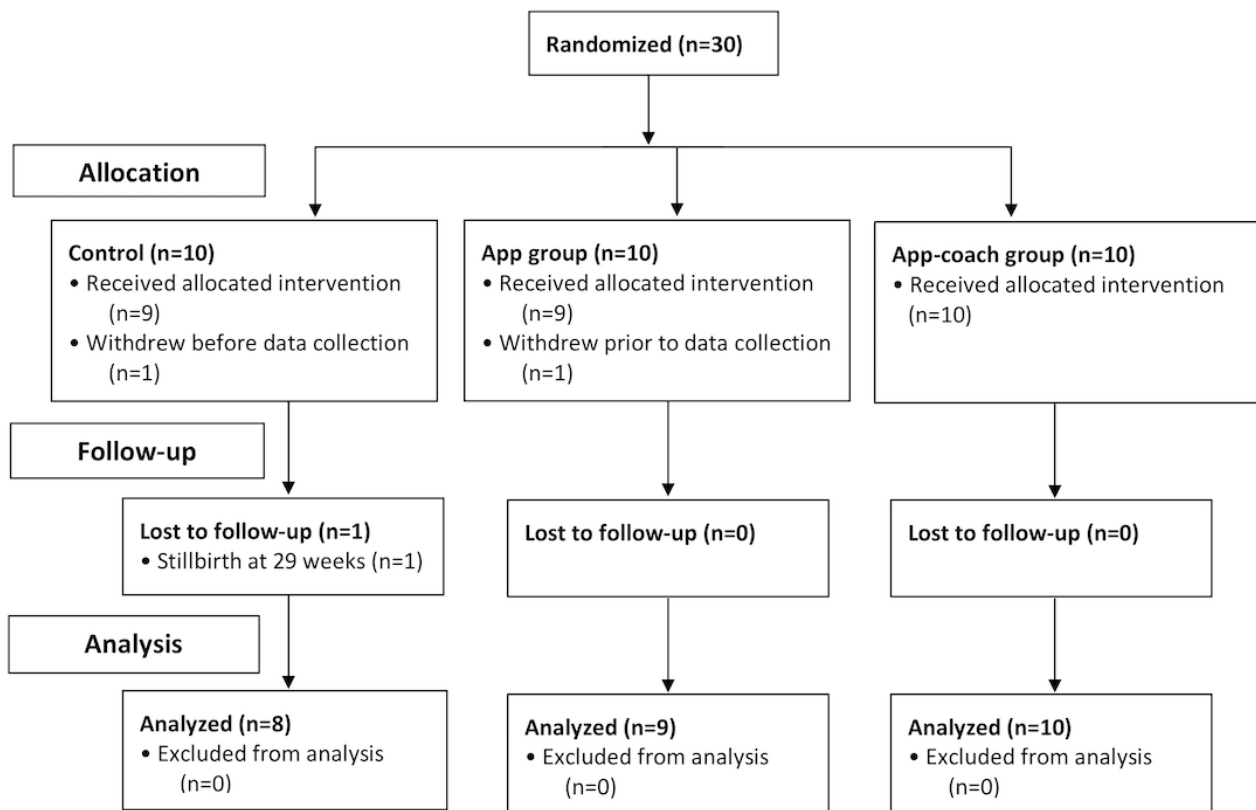 Randomized (n=30)
Allocation
Control (n=10)
• Received allocated intervention
(n=9)
• Withdrew before data collection
(n=1)
App group (n=10)
• Received allocated intervention
(n=9)
• Withdrew prior to data collection
(n=1)
App-coach group (n=10)
• Received allocated intervention
(n=10)
Follow-up
Lost to follow-up (n=1)
• Stillbirth at 29 weeks (n=1)
Lost to follow-up (n=0)
Lost to follow-up (n=0)
Analysis
Analyzed (n=8)
• Excluded from analysis
(n=0)
Analyzed (n=9)
• Excluded from analysis
(n=0)
Analyzed (n=10)
• Excluded from analysis
(n=0)